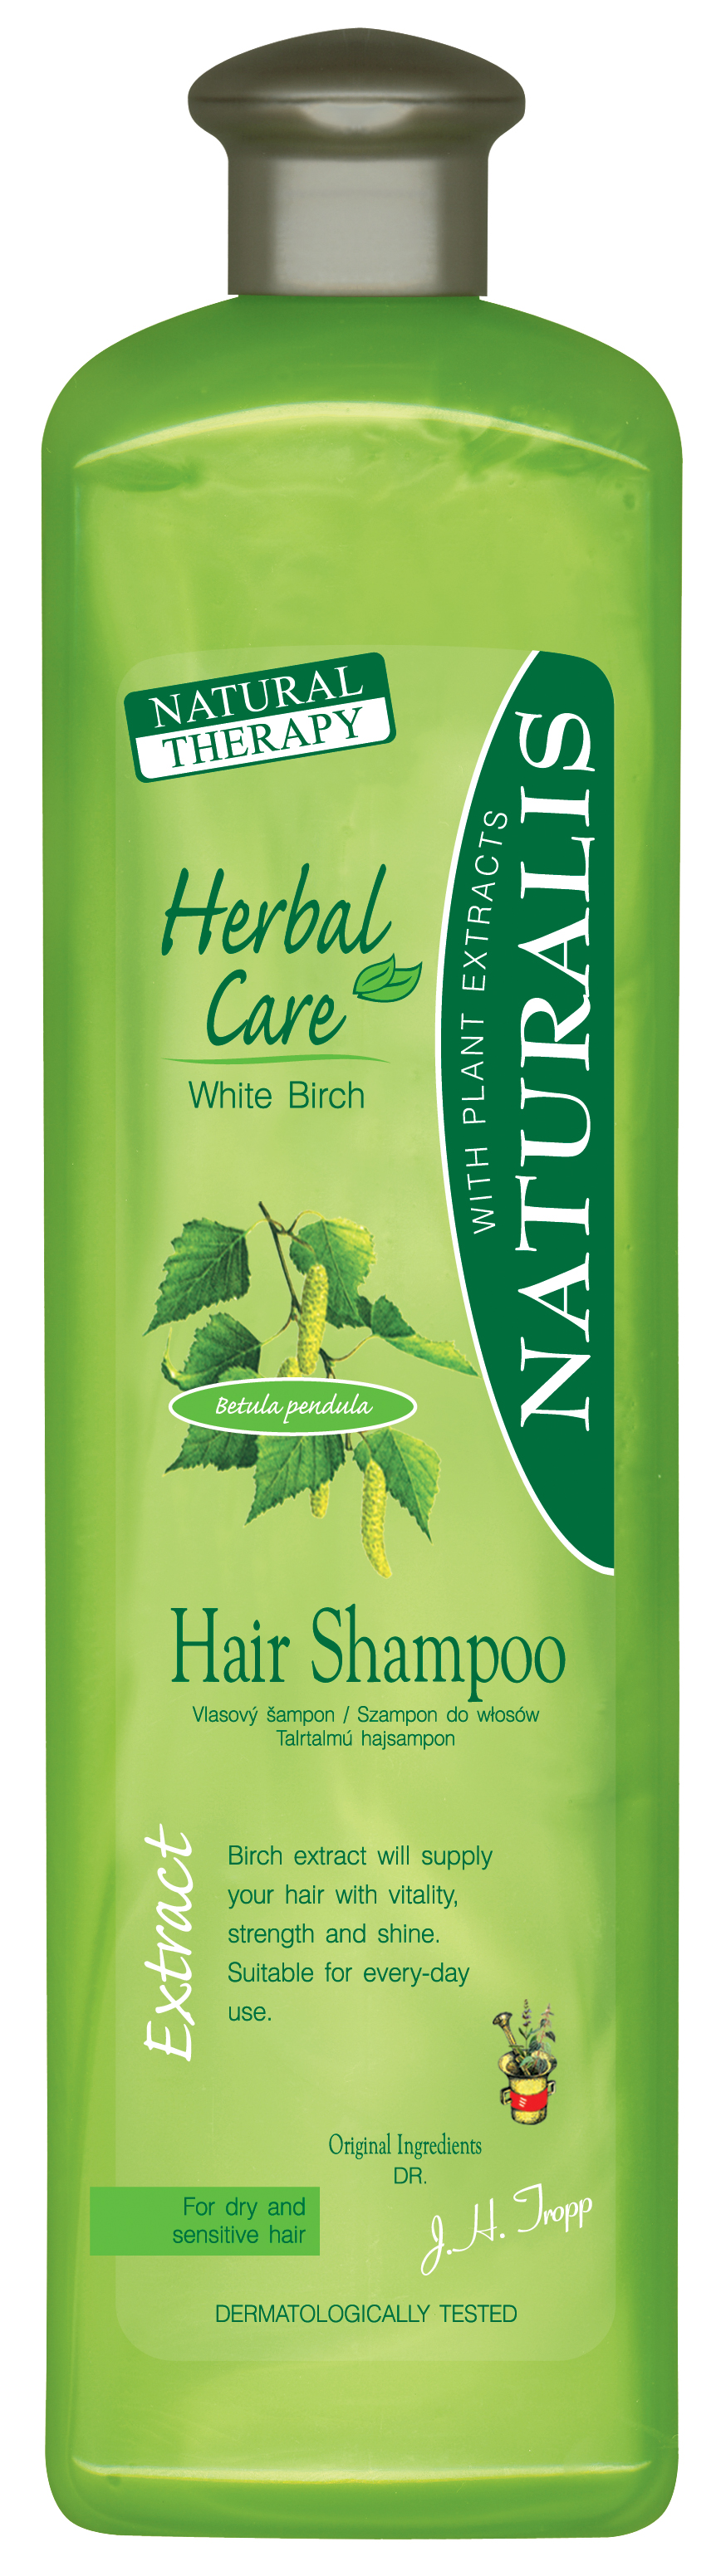 NATURAL
THERAPY
NATURALIS
WITH PLANT EXTRACTS
Herbal
Care
White Birch
Betula pendula
Hair Shampoo
Vlasový šampon / Szampon do włosów
Talrtalmú hajsampon
Extract
Birch extract will supply
your hair with vitality,
strength and shine.
Suitable for every-day
use.
Original Ingredients
DR.
J. H. Tropp
For dry and
sensitive hair
DERMATOLOGICALLY TESTED